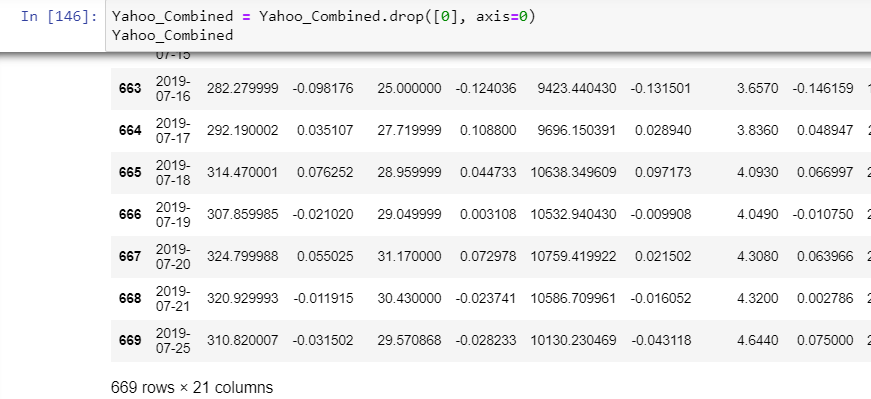 In [146]: Yahoo_Combined = Yahoo_Combined.drop([0], axis=0)
Yahoo_Combined
07-15
663 2019-07-16 282.279999 -0.098176 25.000000 -0.124036 9423.440430 -0.131501 3.6570 -0.146159
664 2019-07-17 292.190002 0.035107 27.719999 0.108800 9696.150391 0.028940 3.8360 0.048947
665 2019-07-18 314.470001 0.076252 28.959999 0.044733 10638.349609 0.097173 4.0930 0.066997
666 2019-07-19 307.859985 -0.021020 29.049999 0.003108 10532.940430 -0.009908 4.0490 -0.010750
667 2019-07-20 324.799988 0.055025 31.170000 0.072978 10759.419922 0.021502 4.3080 0.063966
668 2019-07-21 320.929993 -0.011915 30.430000 -0.023741 10586.709961 -0.016052 4.3200 0.002786
669 2019-07-25 310.820007 -0.031502 29.570868 -0.028233 10130.230469 -0.043118 4.6440 0.075000
669 rows × 21 columns